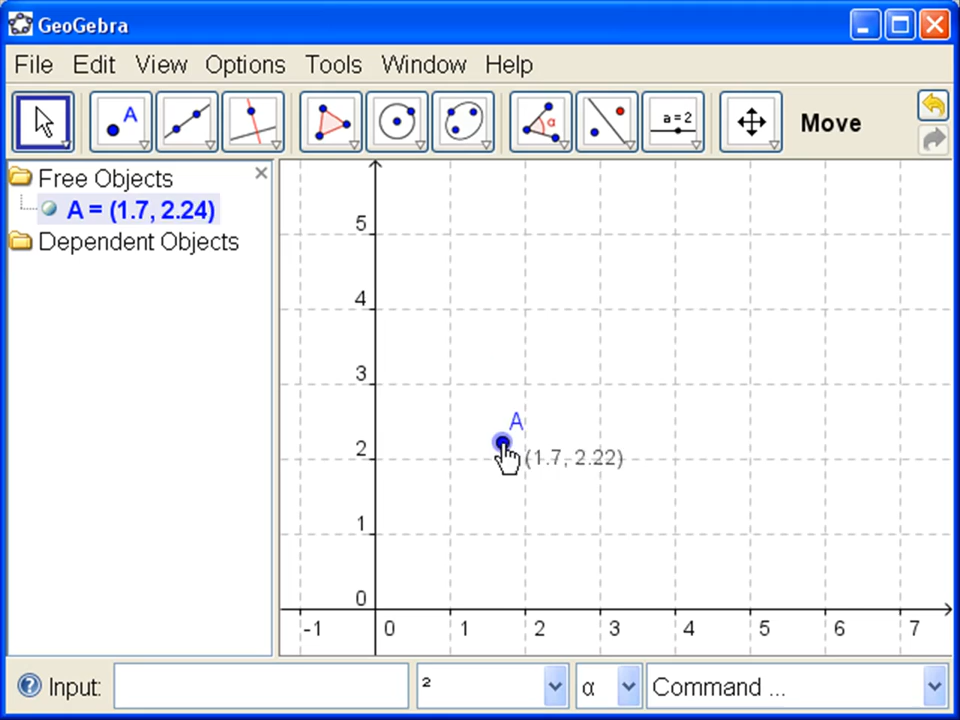 GeoGebra
File Edit View Options Tools Window Help
A α a = 2 Move
Free Objects
A = (1.7, 2.24)
Dependent Objects
5
4
3
A
2 (1.7, 2.22)
1
0
-1 0 1 2 3 4 5 6 7
Input: ² α Command ...